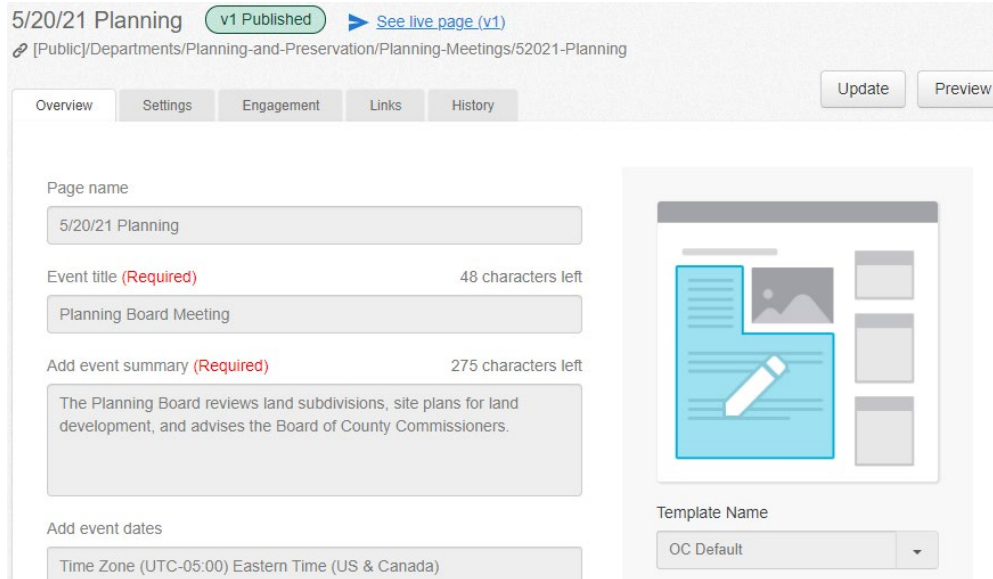 5/20/21 Planning v1 Published See live page (v1)
[Public]/Departments/Planning-and-Preservation/Planning-Meetings/52021-Planning
Update Preview
Overview Settings Engagement Links History
Page name
5/20/21 Planning
Event title (Required) 48 characters left
Planning Board Meeting
Add event summary (Required) 275 characters left
The Planning Board reviews land subdivisions, site plans for land
development, and advises the Board of County Commissioners.
Add event dates
Time Zone (UTC-05:00) Eastern Time (US & Canada)
Template Name
OC Default